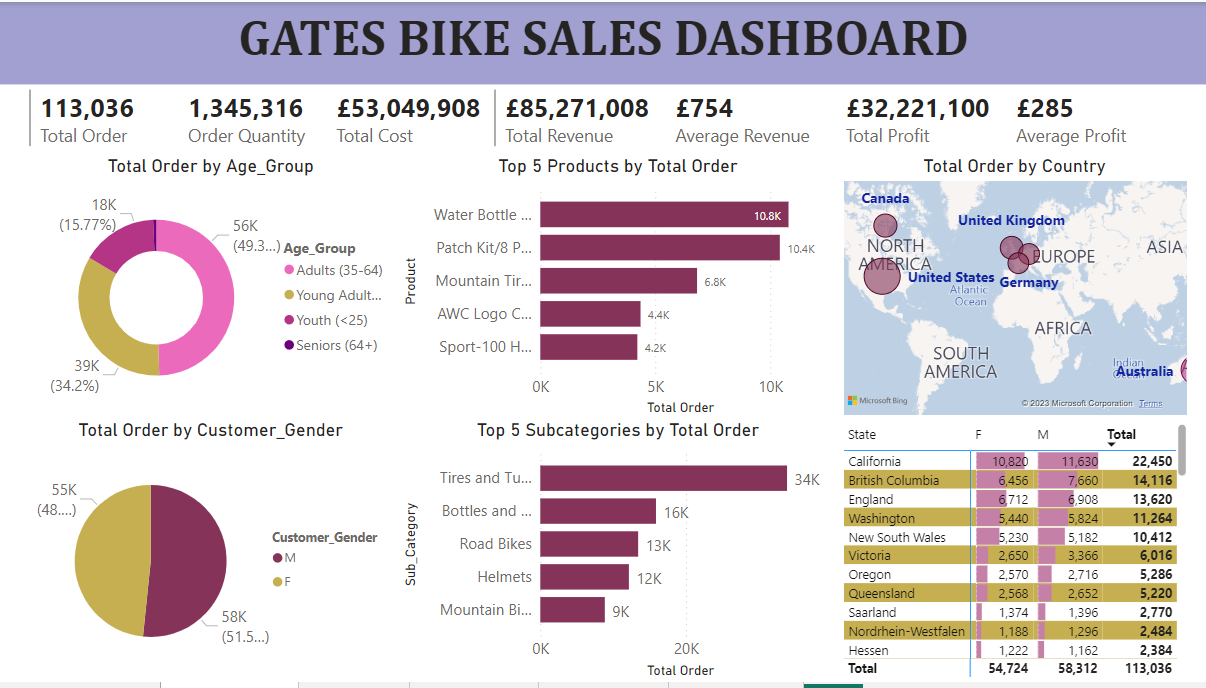 GATES BIKE SALES DASHBOARD
113,036 1,345,316 £53,049,908 £85,271,008 £754 £32,221,100 £285
Total Order Order Quantity Total Cost Total Revenue Average Revenue Total Profit Average Profit
Total Order by Age_Group
18K
(15.77%)
56K
(49.3...)
39K
(34.2%)
Age_Group
Adults (35-64)
Young Adult...
Youth (<25)
Seniors (64+)
Top 5 Products by Total Order
Product
Water Bottle ... 10.8K
Patch Kit/8 P... 10.4K
Mountain Tir... 6.8K
AWC Logo C... 4.4K
Sport-100 H... 4.2K
0K 5K 10K
Total Order
Total Order by Country
Canada
United Kingdom
NORTH
AMERICA
EUROPE
ASIA
United States
Germany
Atlantic
Ocean
AFRICA
SOUTH
AMERICA
Indian
Australia
Microsoft Bing
© 2023 Microsoft Corporation Terms
Total Order by Customer_Gender
55K
(48....)
58K
(51.5...)
Customer_Gender
M
F
Top 5 Subcategories by Total Order
Sub_Category
Tires and Tu... 34K
Bottles and ... 16K
Road Bikes 13K
Helmets 12K
Mountain Bi... 9K
0K 20K
Total Order
State F M Total
California 10,820 11,630 22,450
British Columbia 6,456 7,660 14,116
England 6,712 6,908 13,620
Washington 5,440 5,824 11,264
New South Wales 5,230 5,182 10,412
Victoria 2,650 3,366 6,016
Oregon 2,570 2,716 5,286
Queensland 2,568 2,652 5,220
Saarland 1,374 1,396 2,770
Nordrhein-Westfalen 1,188 1,296 2,484
Hessen 1,222 1,162 2,384
Total 54,724 58,312 113,036